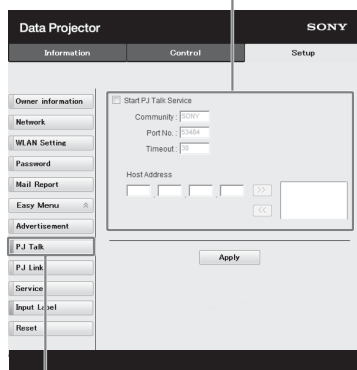 Data Projector
SONY
Information Control Setup
Owner information
Network
WLAN Setting
Password
Mail Report
Easy Menu
Advertisement
PJ Talk
PJ Link
Service
Input Label
Reset
Start PJ Talk Service
Community : SONY
Port No. : 53484
Timeout : 30
Host Address
. . .
>>
<<
Apply